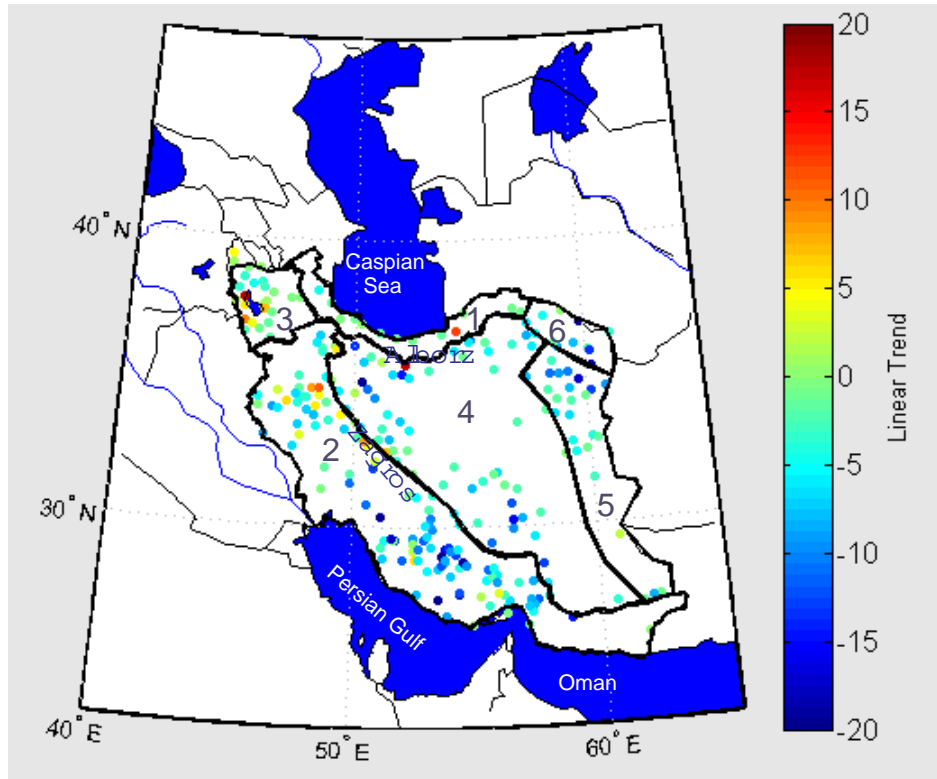 20
15
10
5
0
-5
-10
-15
-20
Linear Trend
40°N
30°N
40°E
50°E
60°E
Caspian
Sea
Alborz
Zagros
Persian Gulf
Oman
1
2
3
4
5
6